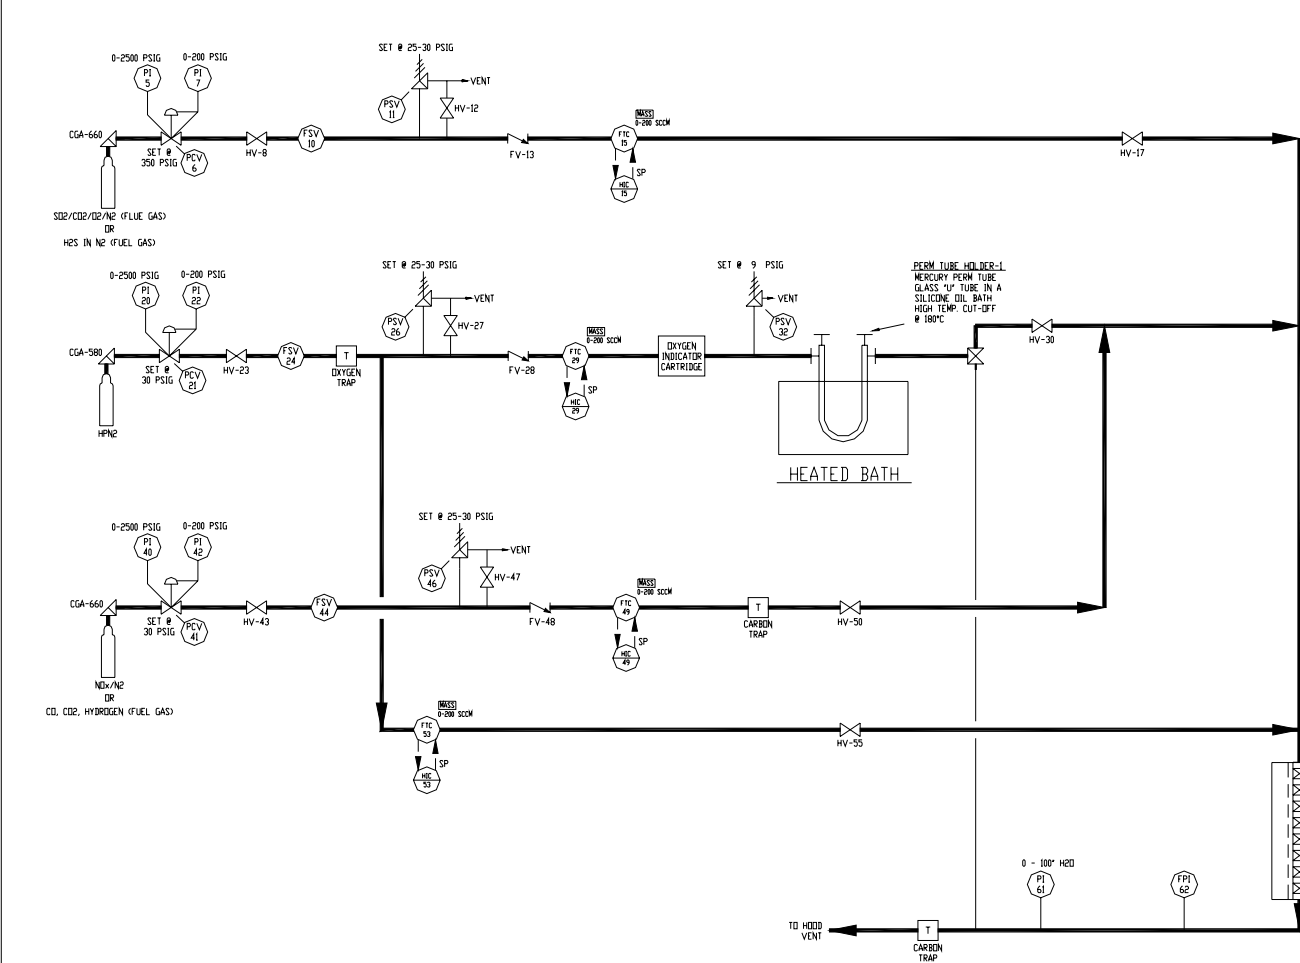 SET @ 25-30 PSIG
0-2500 PSIG
0-200 PSIG
PI
5
PI
7
VENT
PSV
11
HV-12
MASS
0-200 SCCM
CGA-660
HV-8
FSV
10
FV-13
FTC
15
HV-17
SET @
350 PSIG
PCV
6
SP
HIC
15
SO2/CO2/O2/N2 (FLUE GAS)
OR
H2S IN N2 (FUEL GAS)
SET @ 25-30 PSIG
SET @ 9 PSIG
PERM TUBE HOLDER-1
MERCURY PERM TUBE
GLASS "U" TUBE IN A
SILICONE OIL BATH
HIGH TEMP. CUT-OFF
@ 180°C
0-2500 PSIG
0-200 PSIG
PI
20
PI
22
VENT
VENT
PSV
26
HV-27
PSV
32
HV-30
MASS
0-200 SCCM
CGA-580
HV-23
FSV
24
T
OXYGEN
TRAP
FV-28
FTC
29
OXYGEN
INDICATOR
CARTRIDGE
SET @
30 PSIG
PCV
21
SP
HIC
29
HPN2
HEATED BATH
SET @ 25-30 PSIG
0-2500 PSIG
0-200 PSIG
PI
40
PI
42
VENT
PSV
46
HV-47
MASS
0-200 SCCM
CGA-660
HV-43
FSV
44
FV-48
FTC
49
T
CARBON
TRAP
HV-50
SET @
30 PSIG
PCV
41
SP
HIC
49
NOx/N2
OR
CO, CO2, HYDROGEN (FUEL GAS)
MASS
0-200 SCCM
FTC
53
HV-55
SP
HIC
53
0 - 100" H2O
PI
61
FPI
62
TO HOOD
VENT
T
CARBON
TRAP